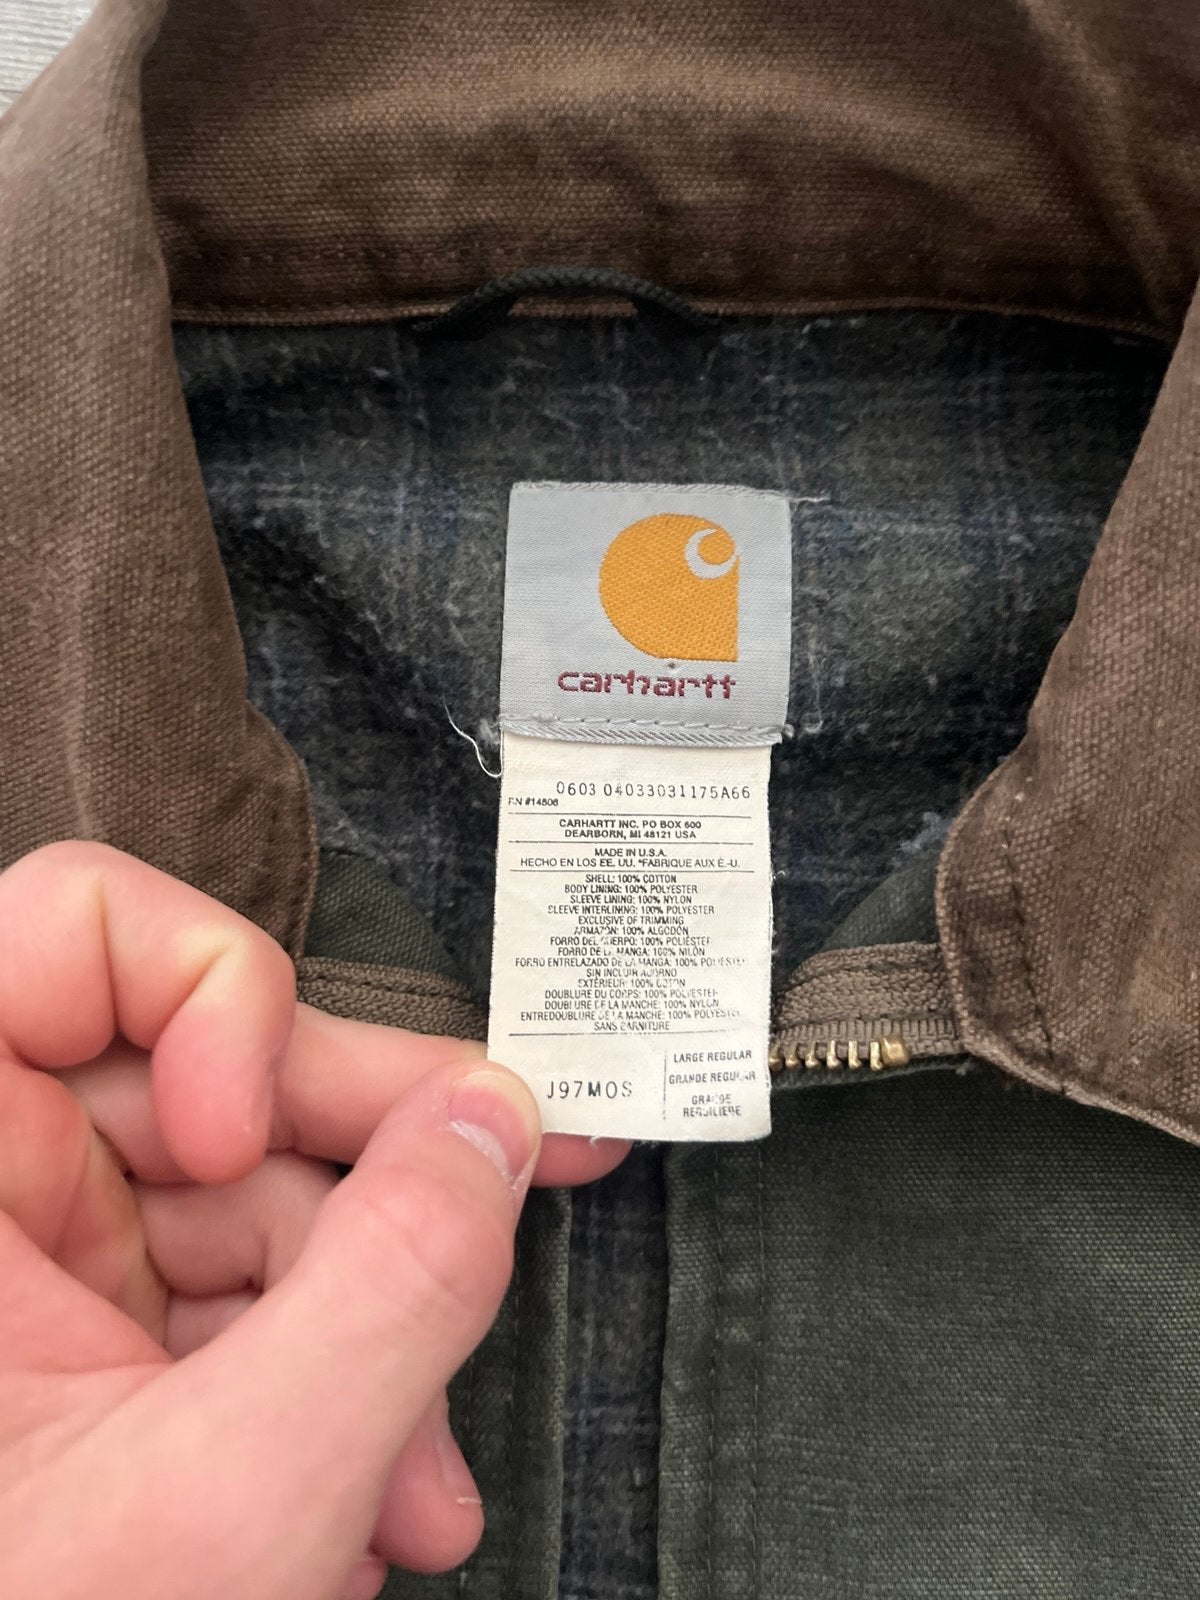 carhartt
0603 04033031175A66
RN #14806
CARHARTT INC. PO BOX 600
DEARBORN, MI 48121 USA
MADE IN U.S.A.
HECHO EN LOS EE. UU. *FABRIQUE AUX É.-U.
SHELL: 100% COTTON
BODY LINING: 100% POLYESTER
SLEEVE LINING: 100% NYLON
SLEEVE INTERLINING: 100% POLYESTER
EXCLUSIVE OF TRIMMING
ARMAZÓN: 100% ALGODÓN
FORRO DEL CUERPO: 100% POLIÉSTER
FORRO DE LA MANGA: 100% NILÓN
FORRO ENTRELAZADO DE LA MANGA: 100% POLIÉSTER
SIN INCLUIR ADORNO
EXTÉRIEUR: 100% COTON
DOUBLURE DU CORPS: 100% POLYESTER
DOUBLURE DE LA MANCHE: 100% NYLON
ENTREDOUBLURE DE LA MANCHE: 100% POLYESTER
SANS GARNITURE
J97MOS
LARGE REGULAR
GRANDE REGULAR
GRANDE
REGULIERE